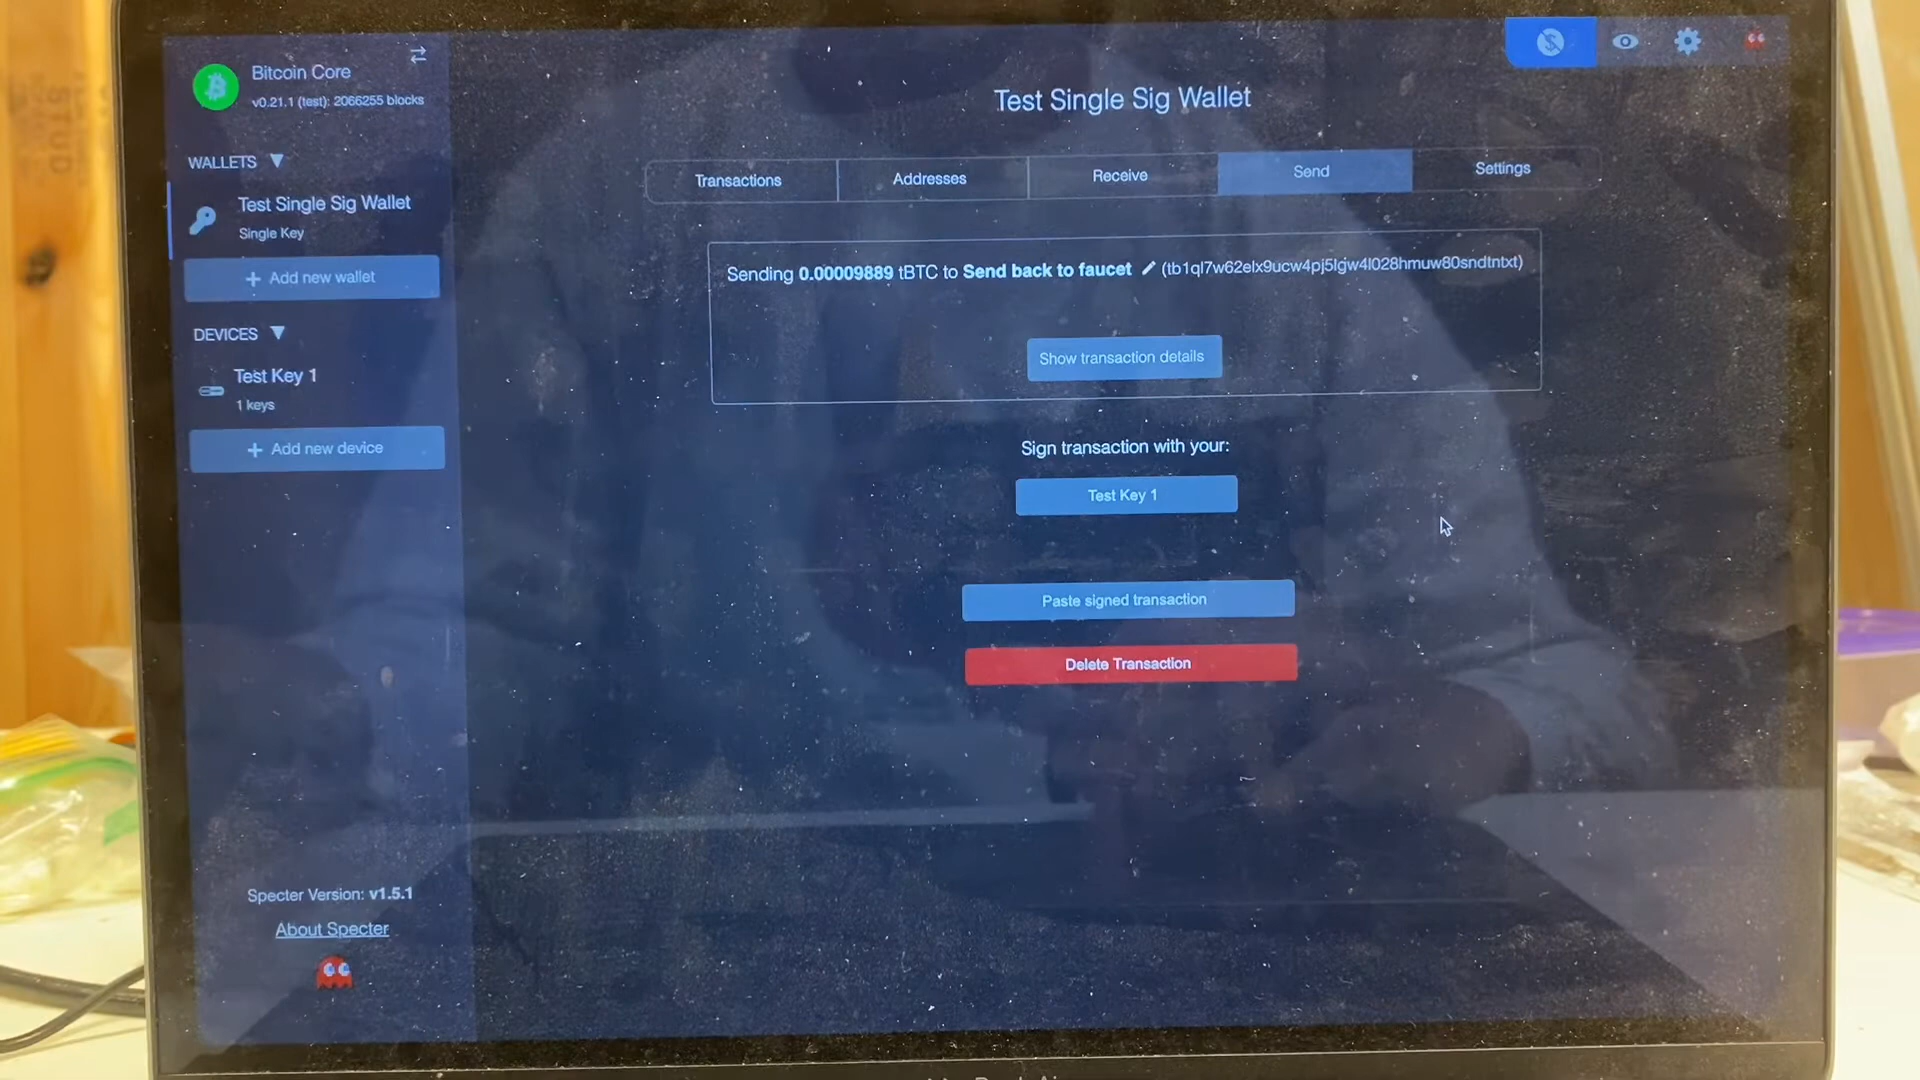 Bitcoin Core
v0.21.1 (test): 2066255 blocks
WALLETS ▼
Test Single Sig Wallet
Single Key
+ Add new wallet
DEVICES ▼
Test Key 1
1 keys
+ Add new device
Specter Version: v1.5.1
About Specter
Test Single Sig Wallet
Transactions
Addresses
Receive
Send
Settings
Sending 0.00009889 tBTC to Send back to faucet (tb1ql7w62elx9ucw4pj5lgw4l028hmuw80sndtntxt)
Show transaction details
Sign transaction with your:
Test Key 1
Paste signed transaction
Delete Transaction
STUD